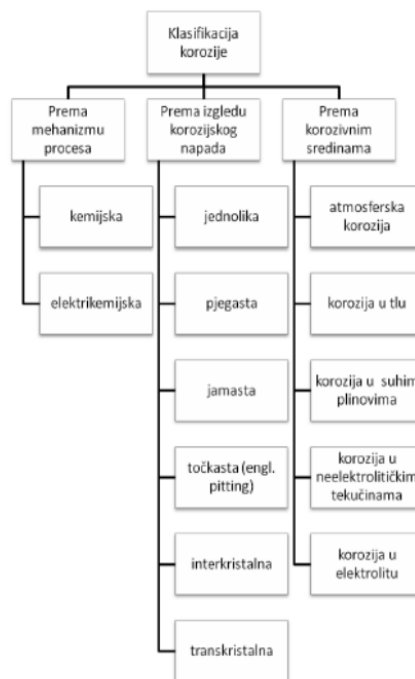 Klasifikacija
korozije
Prema
mehanizmu
procesa
kemijska
elektrikemijska
Prema izgledu
korozijskog
napada
jednolika
pjegasta
jamasta
točkasta (engl.
pitting)
interkristalna
transkristalna
Prema
korozivnim
sredinama
atmosferska
korozija
korozija u tlu
korozija u suhim
plinovima
korozija u
neelektrolitičkim
tekučinama
korozija u
elektrolitu